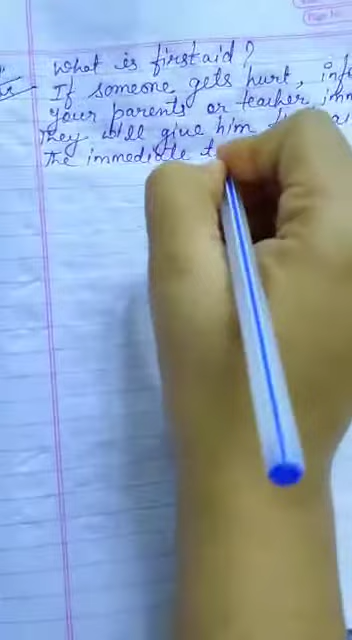 What is first aid?
If someone gets hurt, inf
your parents or teacher imm
they will give him
the immediate t